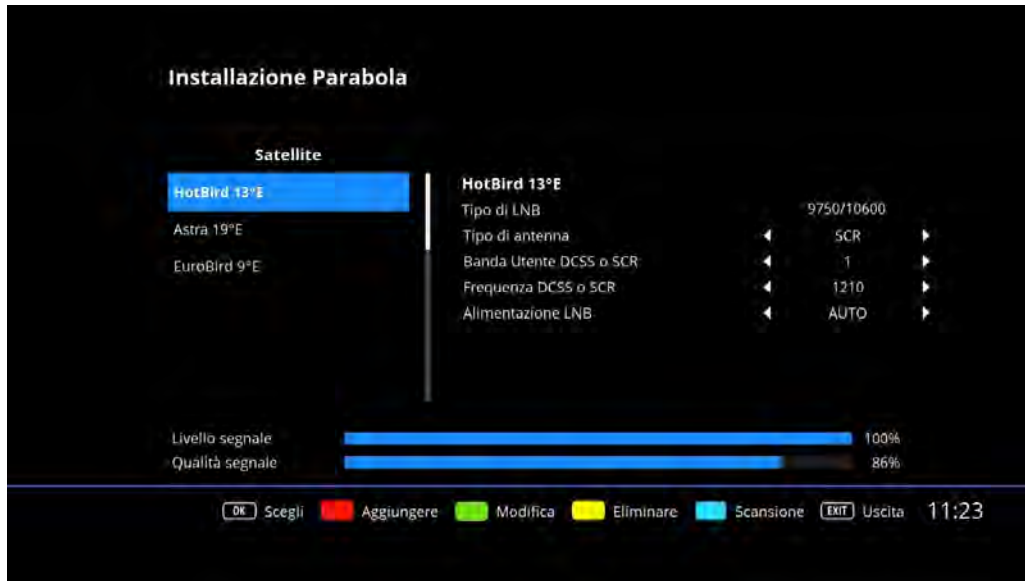 Installazione Parabola
Satellite
HotBird 13°E
Astra 19°E
EuroBird 9°E
HotBird 13°E
Tipo di LNB 9750/10600
Tipo di antenna SCR
Banda Utente DCSS o SCR 1
Frequenza DCSS o SCR 1210
Alimentazione LNB AUTO
Livello segnale 100%
Qualità segnale 86%
OK Scegli Aggiungere Modifica Eliminare Scansione EXIT Uscita 11:23